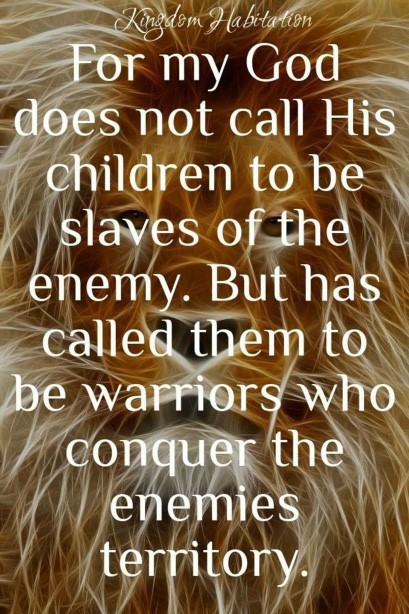 Kingdom Habitation
For my God
does not call His
children to be
slaves of the
enemy. But has
called them to
be warriors who
conquer the
enemies
territory.